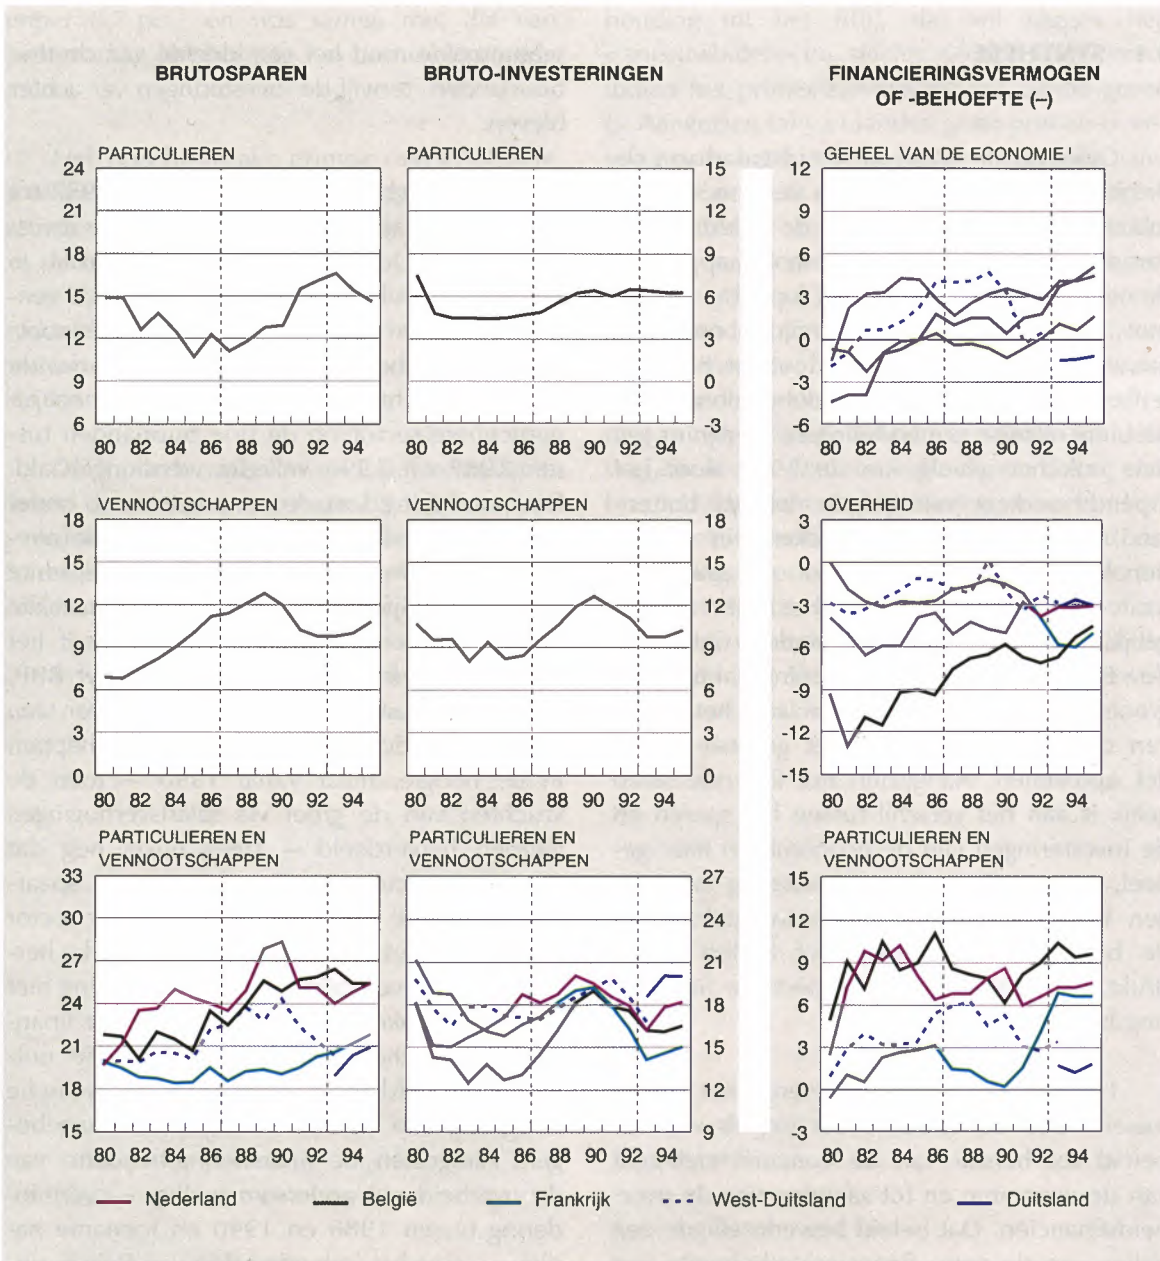 BRUTOSPAREN
BRUTO-INVESTERINGEN
FINANCIERINGSVERMOGEN
OF -BEHOEFTE (–)
PARTICULIEREN
24
21
18
15
12
9
6
80 82 84 86 88 90 92 94
PARTICULIEREN
15
12
9
6
3
0
-3
80 82 84 86 88 90 92 94
GEHEEL VAN DE ECONOMIE ¹
12
9
6
3
0
-3
-6
80 82 84 86 88 90 92 94
VENNOOTSCHAPPEN
18
15
12
9
6
3
0
80 82 84 86 88 90 92 94
VENNOOTSCHAPPEN
18
15
12
9
6
3
0
80 82 84 86 88 90 92 94
OVERHEID
3
0
-3
-6
-9
-12
-15
80 82 84 86 88 90 92 94
PARTICULIEREN EN
VENNOOTSCHAPPEN
33
30
27
24
21
18
15
80 82 84 86 88 90 92 94
PARTICULIEREN EN
VENNOOTSCHAPPEN
27
24
21
18
15
12
9
80 82 84 86 88 90 92 94
PARTICULIEREN EN
VENNOOTSCHAPPEN
15
12
9
6
3
0
-3
80 82 84 86 88 90 92 94
Nederland België Frankrijk West-Duitsland Duitsland